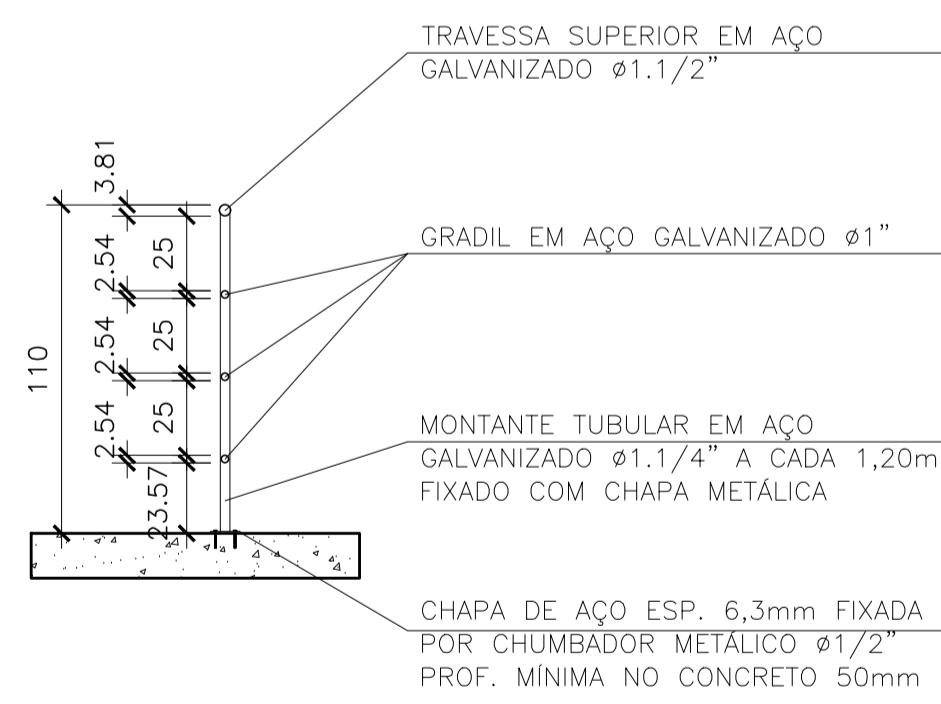 TRAVESSA SUPERIOR EM AÇO
GALVANIZADO ø1.1/2”
3.81
GRADIL EM AÇO GALVANIZADO ø1”
2.54
25
2.54
25
110
2.54
25
MONTANTE TUBULAR EM AÇO
GALVANIZADO ø1.1/4” A CADA 1,20m
FIXADO COM CHAPA METÁLICA
23.57
CHAPA DE AÇO ESP. 6,3mm FIXADA
POR CHUMBADOR METÁLICO ø1/2”
PROF. MÍNIMA NO CONCRETO 50mm